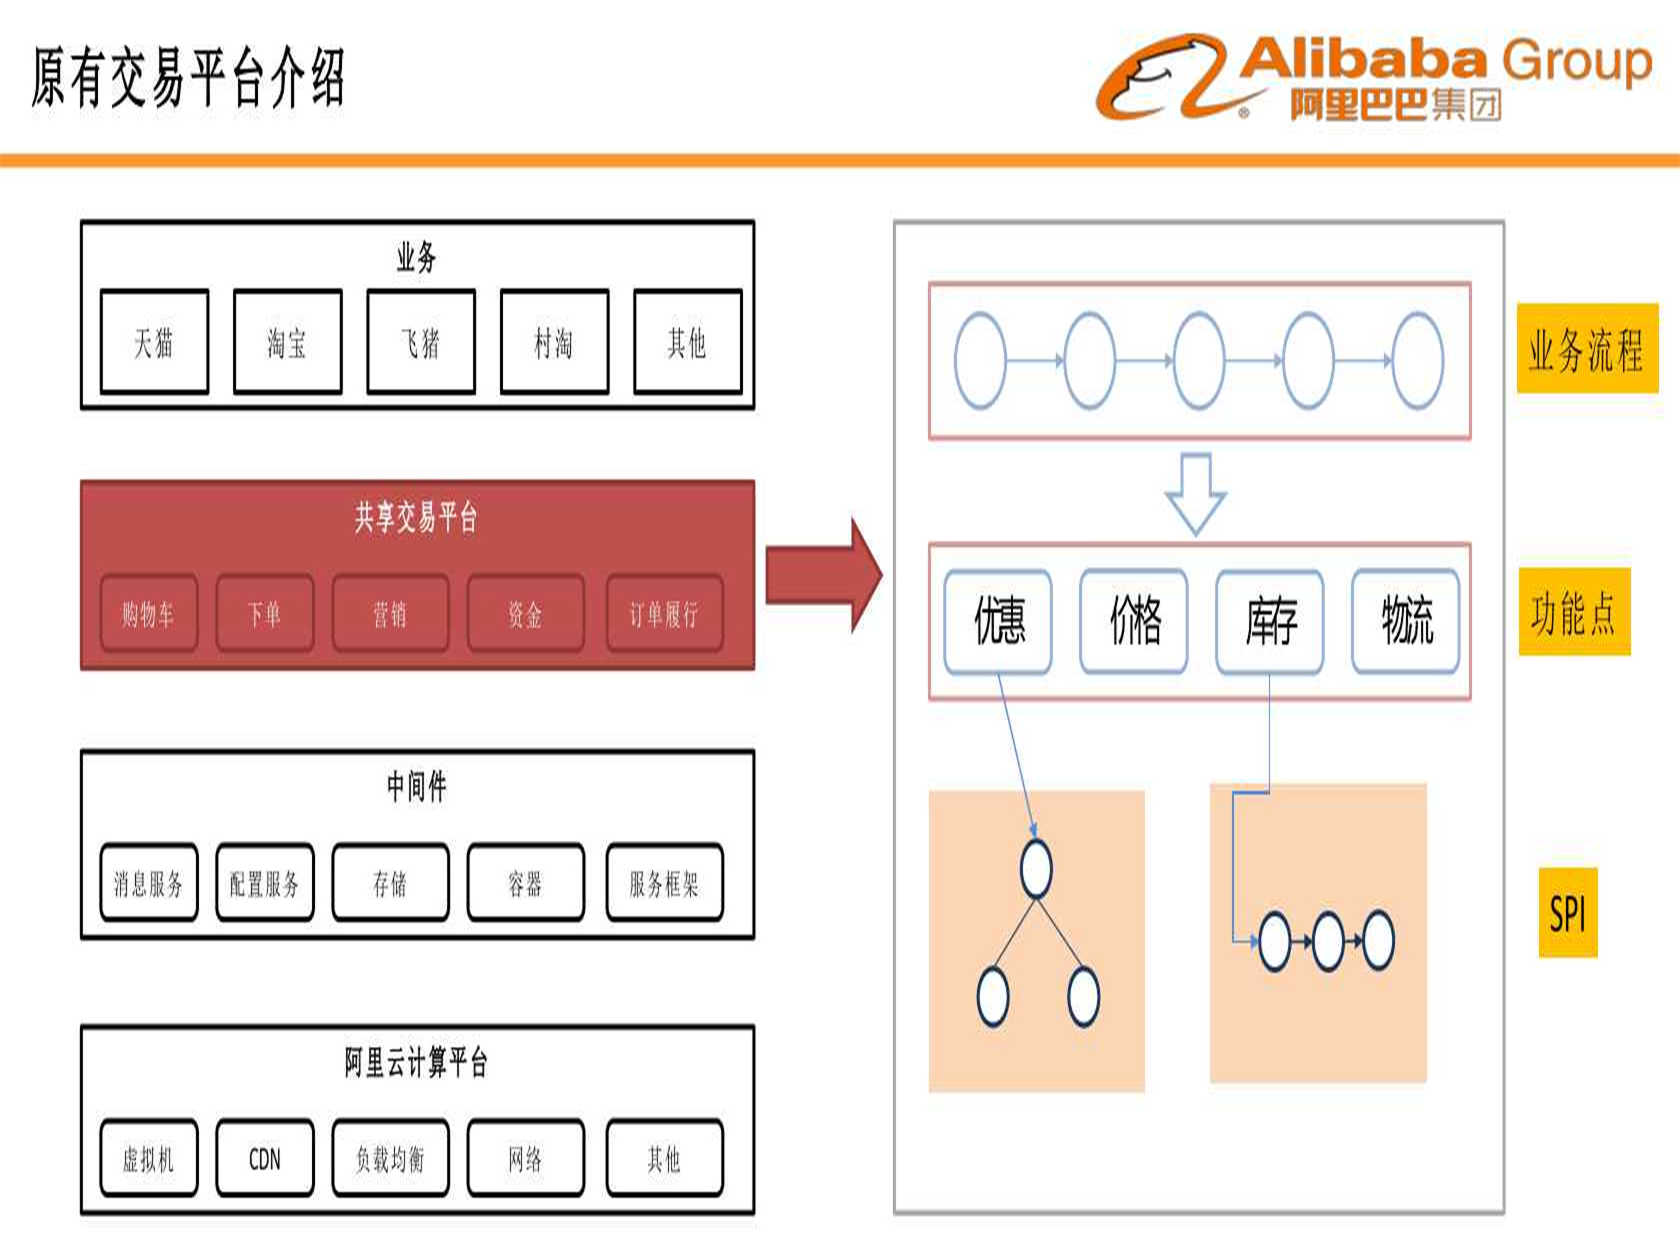 原有交易平台介绍
Alibaba Group
阿里巴巴集团
®
业务
天猫 淘宝 飞猪 村淘 其他
共享交易平台
购物车 下单 营销 资金 订单履行
中间件
消息服务 配置服务 存储 容器 服务框架
阿里云计算平台
虚拟机 CDN 负载均衡 网络 其他
业务流程
优惠 价格 库存 物流
功能点
SPI